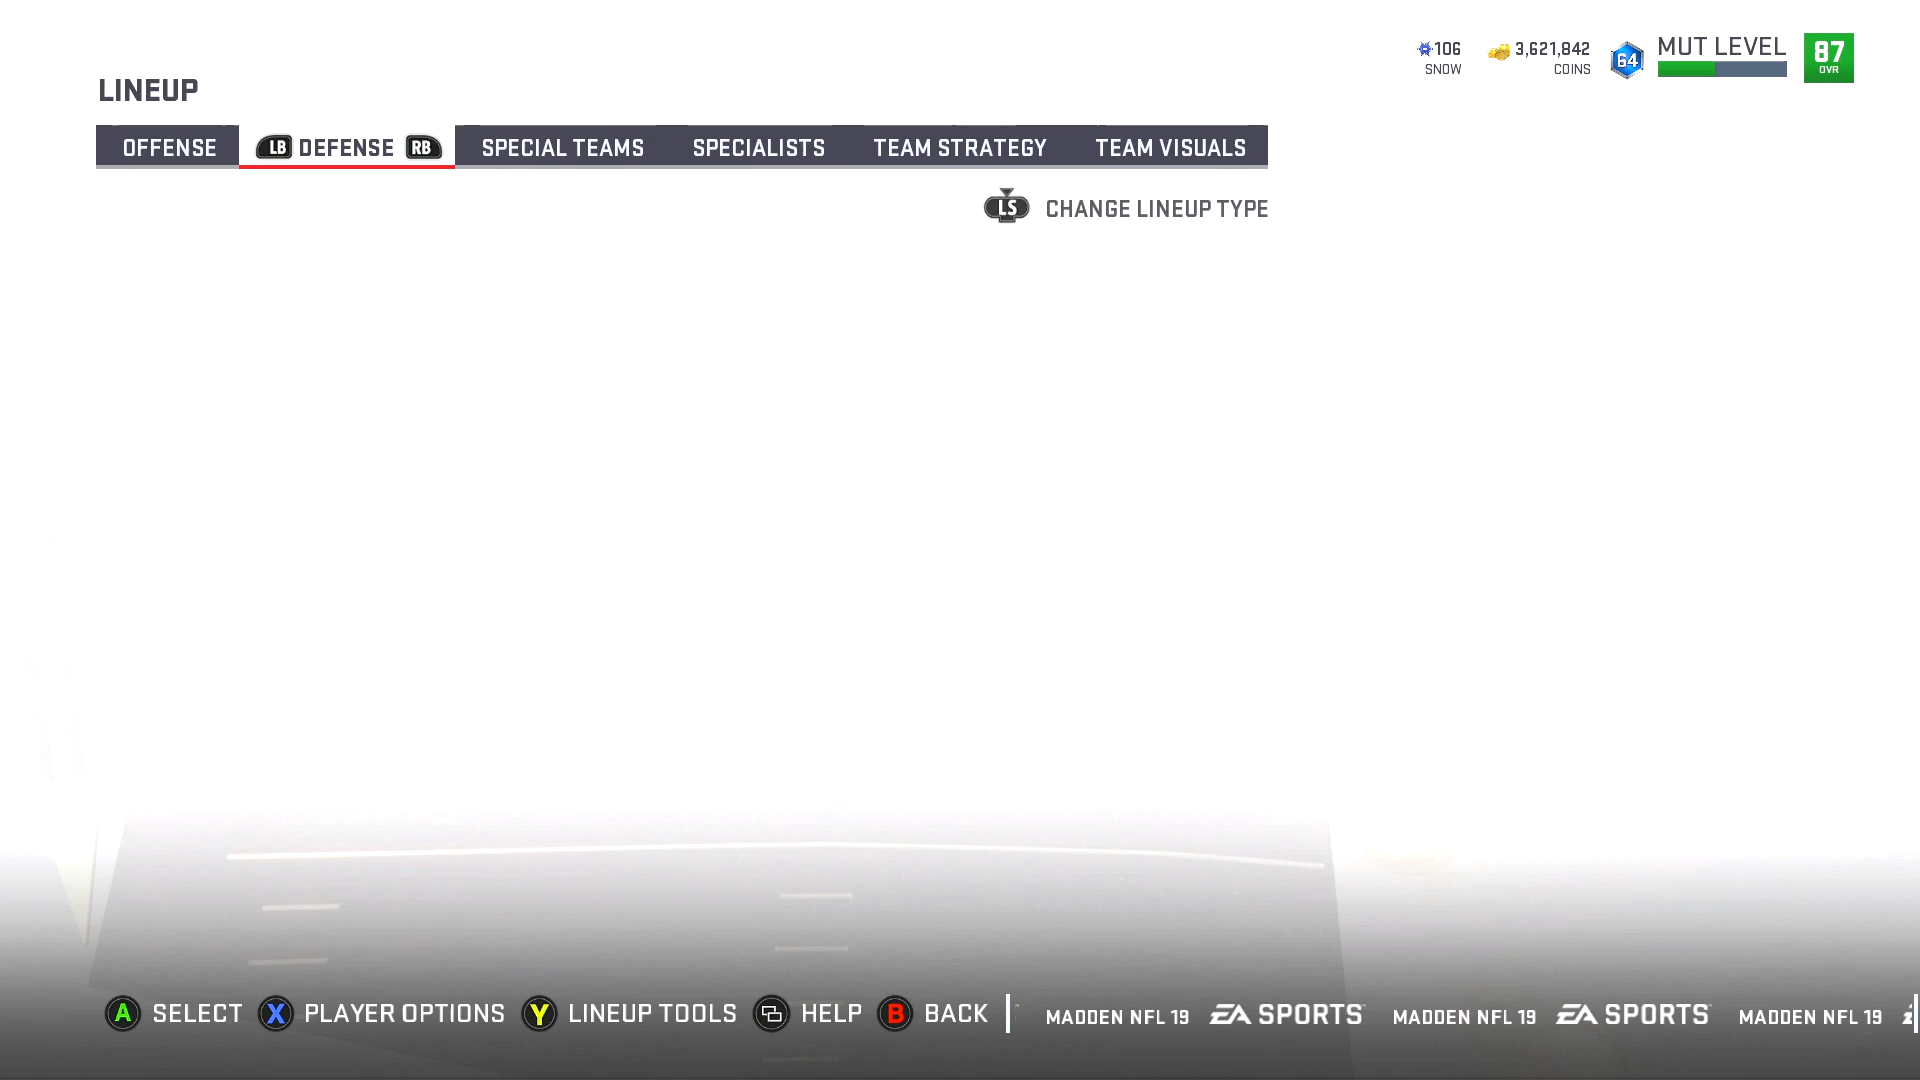 106
SNOW
3,621,842
COINS
64
MUT LEVEL
87
OVR
LINEUP
OFFENSE LB DEFENSE RB SPECIAL TEAMS SPECIALISTS TEAM STRATEGY TEAM VISUALS
LS CHANGE LINEUP TYPE
A SELECT X PLAYER OPTIONS Y LINEUP TOOLS HELP B BACK MADDEN NFL 19 EA SPORTS MADDEN NFL 19 EA SPORTS MADDEN NFL 19